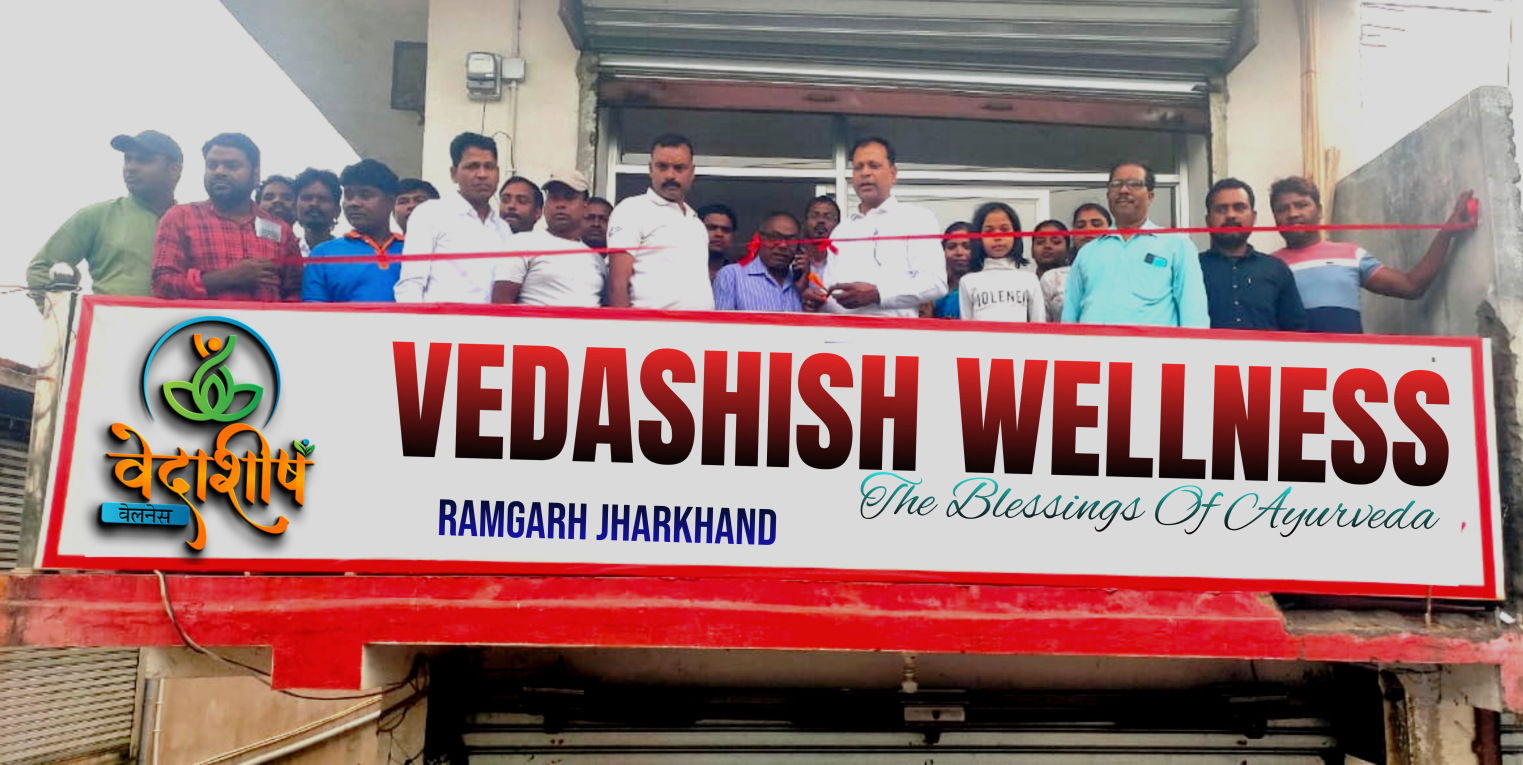 VEDASHISH WELLNESS
The Blessings Of Ayurveda
RAMGARH JHARKHAND
वेदाशीष
वेलनेस